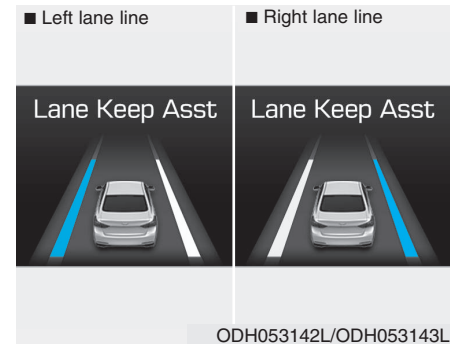 ■ Left lane line
■ Right lane line
Lane Keep Asst
Lane Keep Asst
ODH053142L/ODH053143L